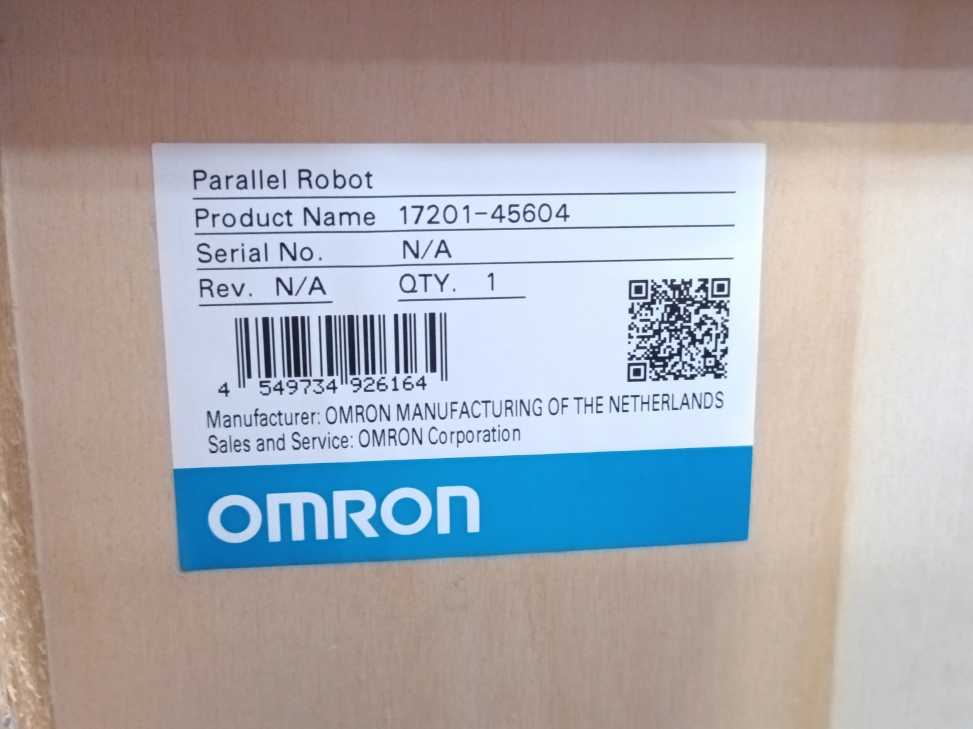 Parallel Robot
Product Name 17201-45604
Serial No. N/A
Rev. N/A QTY. 1
4 549734 926164
Manufacturer: OMRON MANUFACTURING OF THE NETHERLANDS
Sales and Service: OMRON Corporation
OMRON